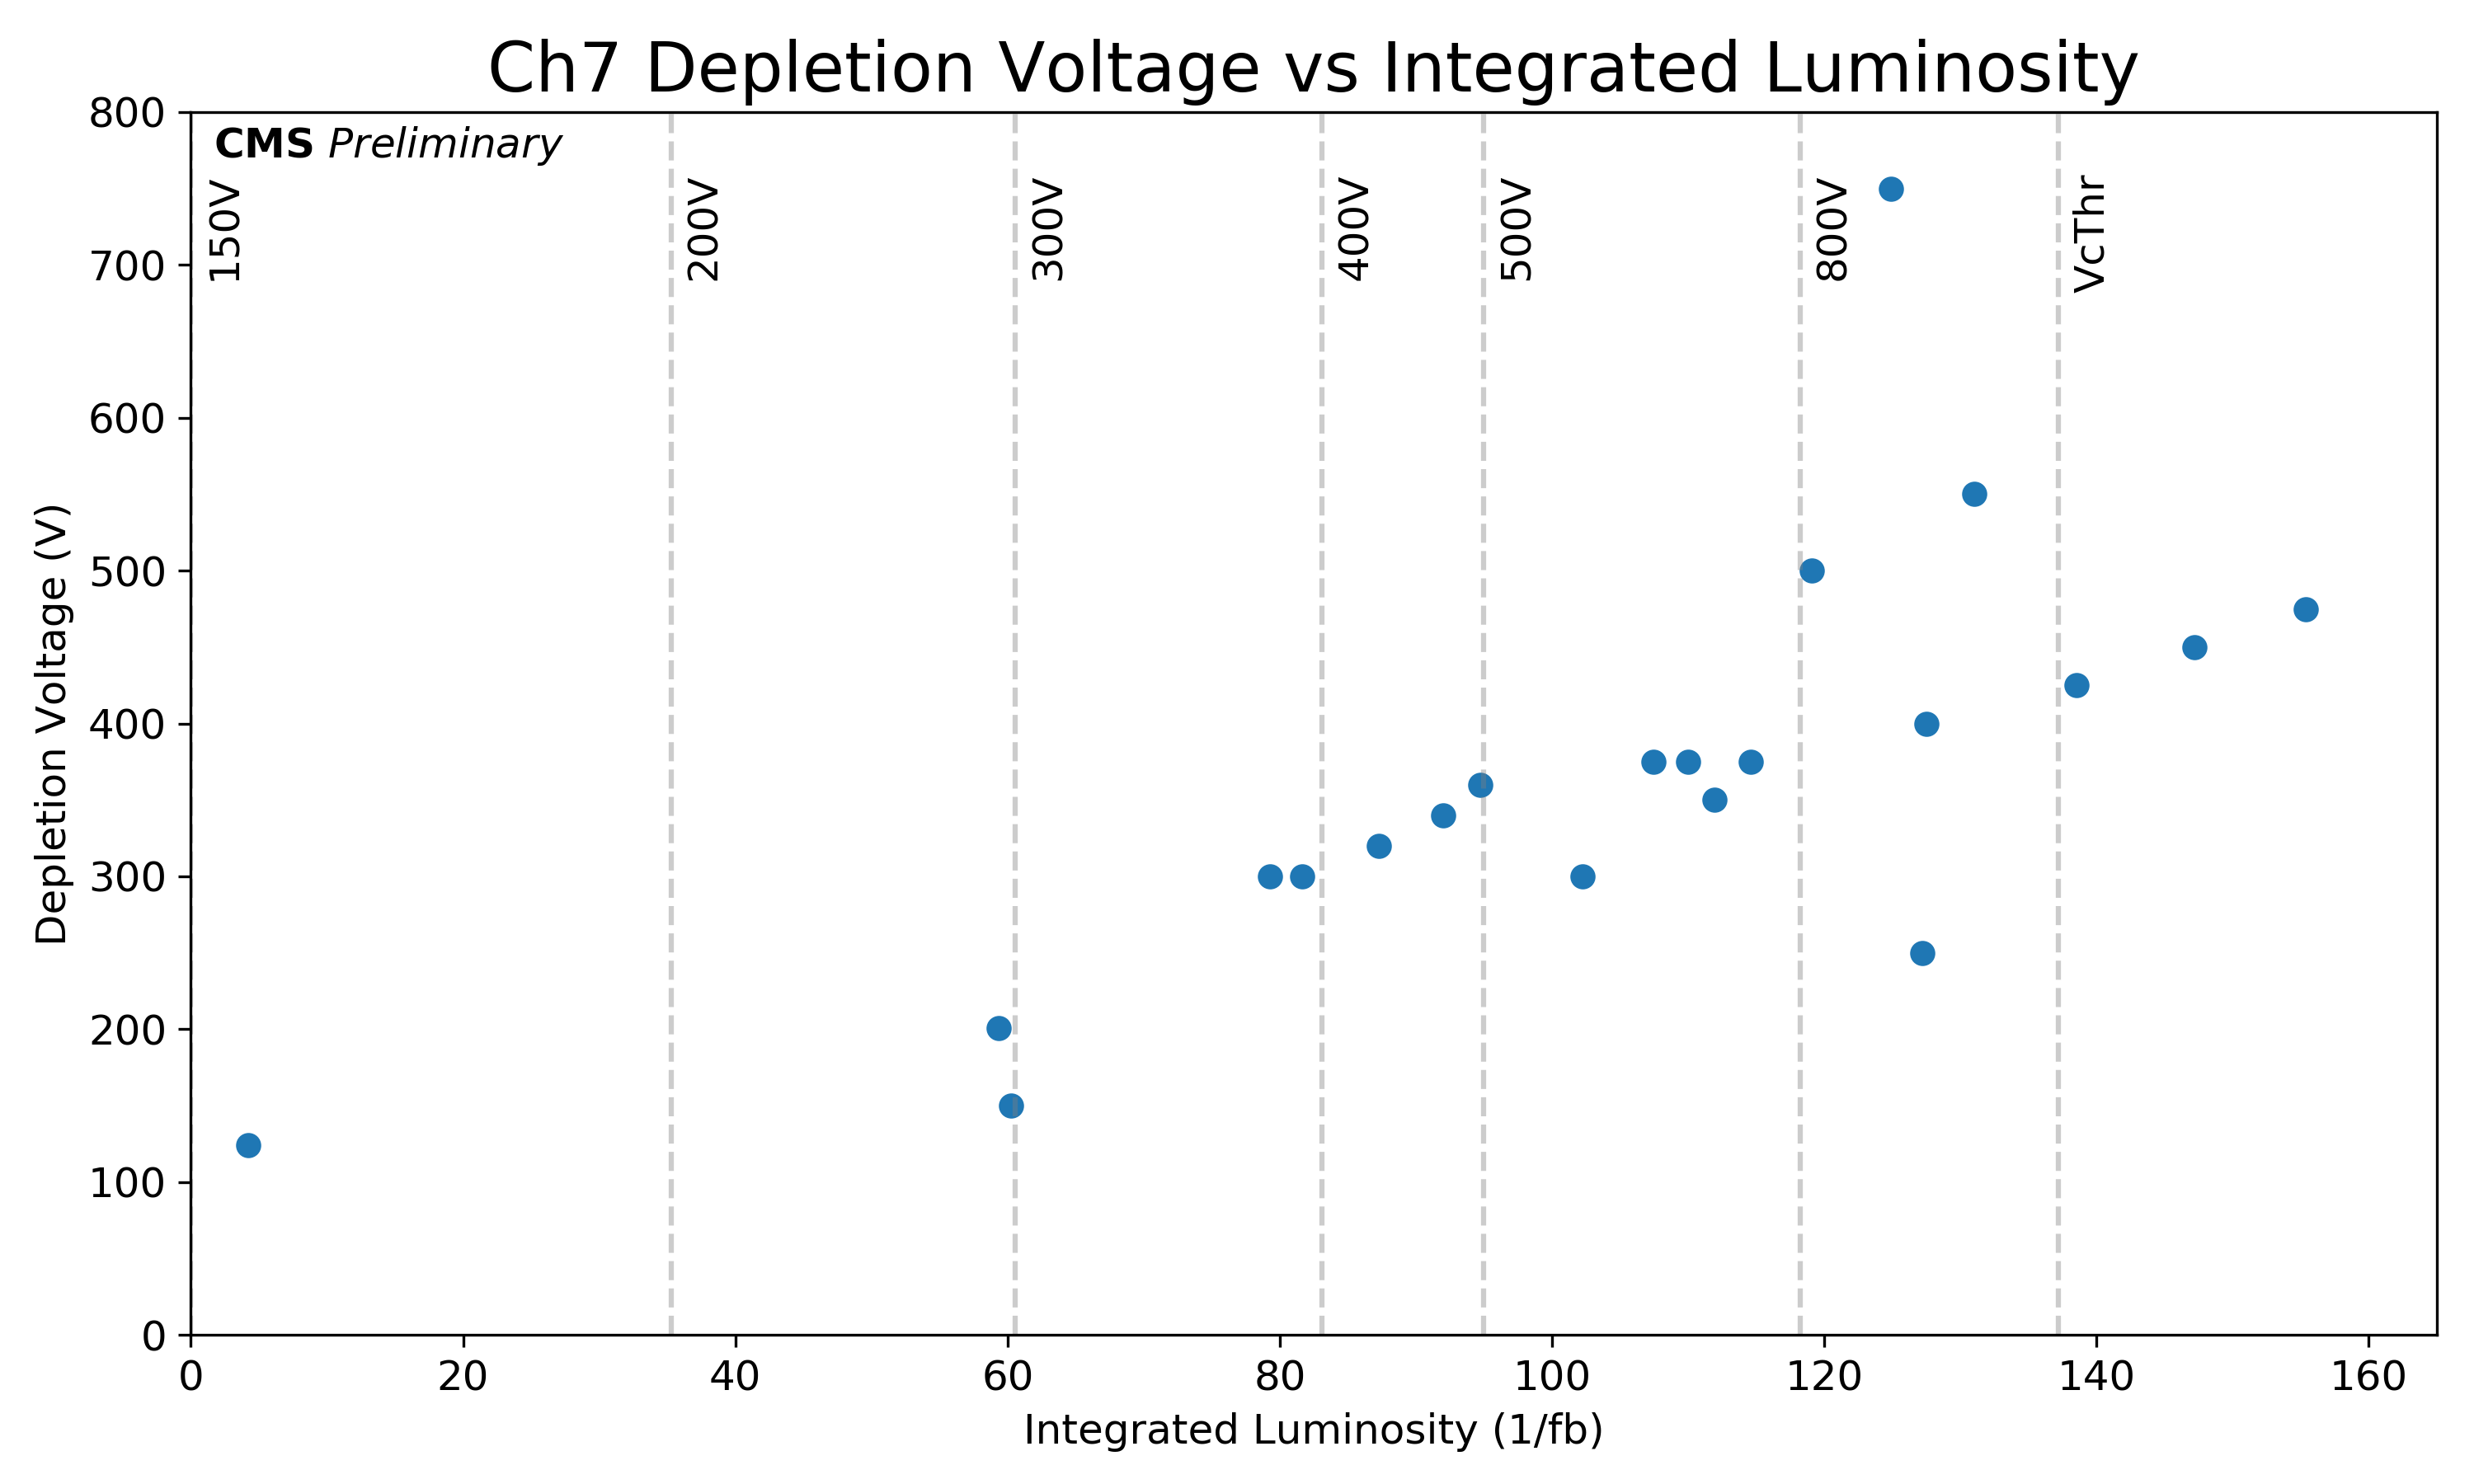 Ch7 Depletion Voltage vs Integrated Luminosity
CMS Preliminary
150V
200V
300V
400V
500V
800V
VcThr
800
700
600
500
400
300
200
100
0
Depletion Voltage (V)
0 20 40 60 80 100 120 140 160
Integrated Luminosity (1/fb)